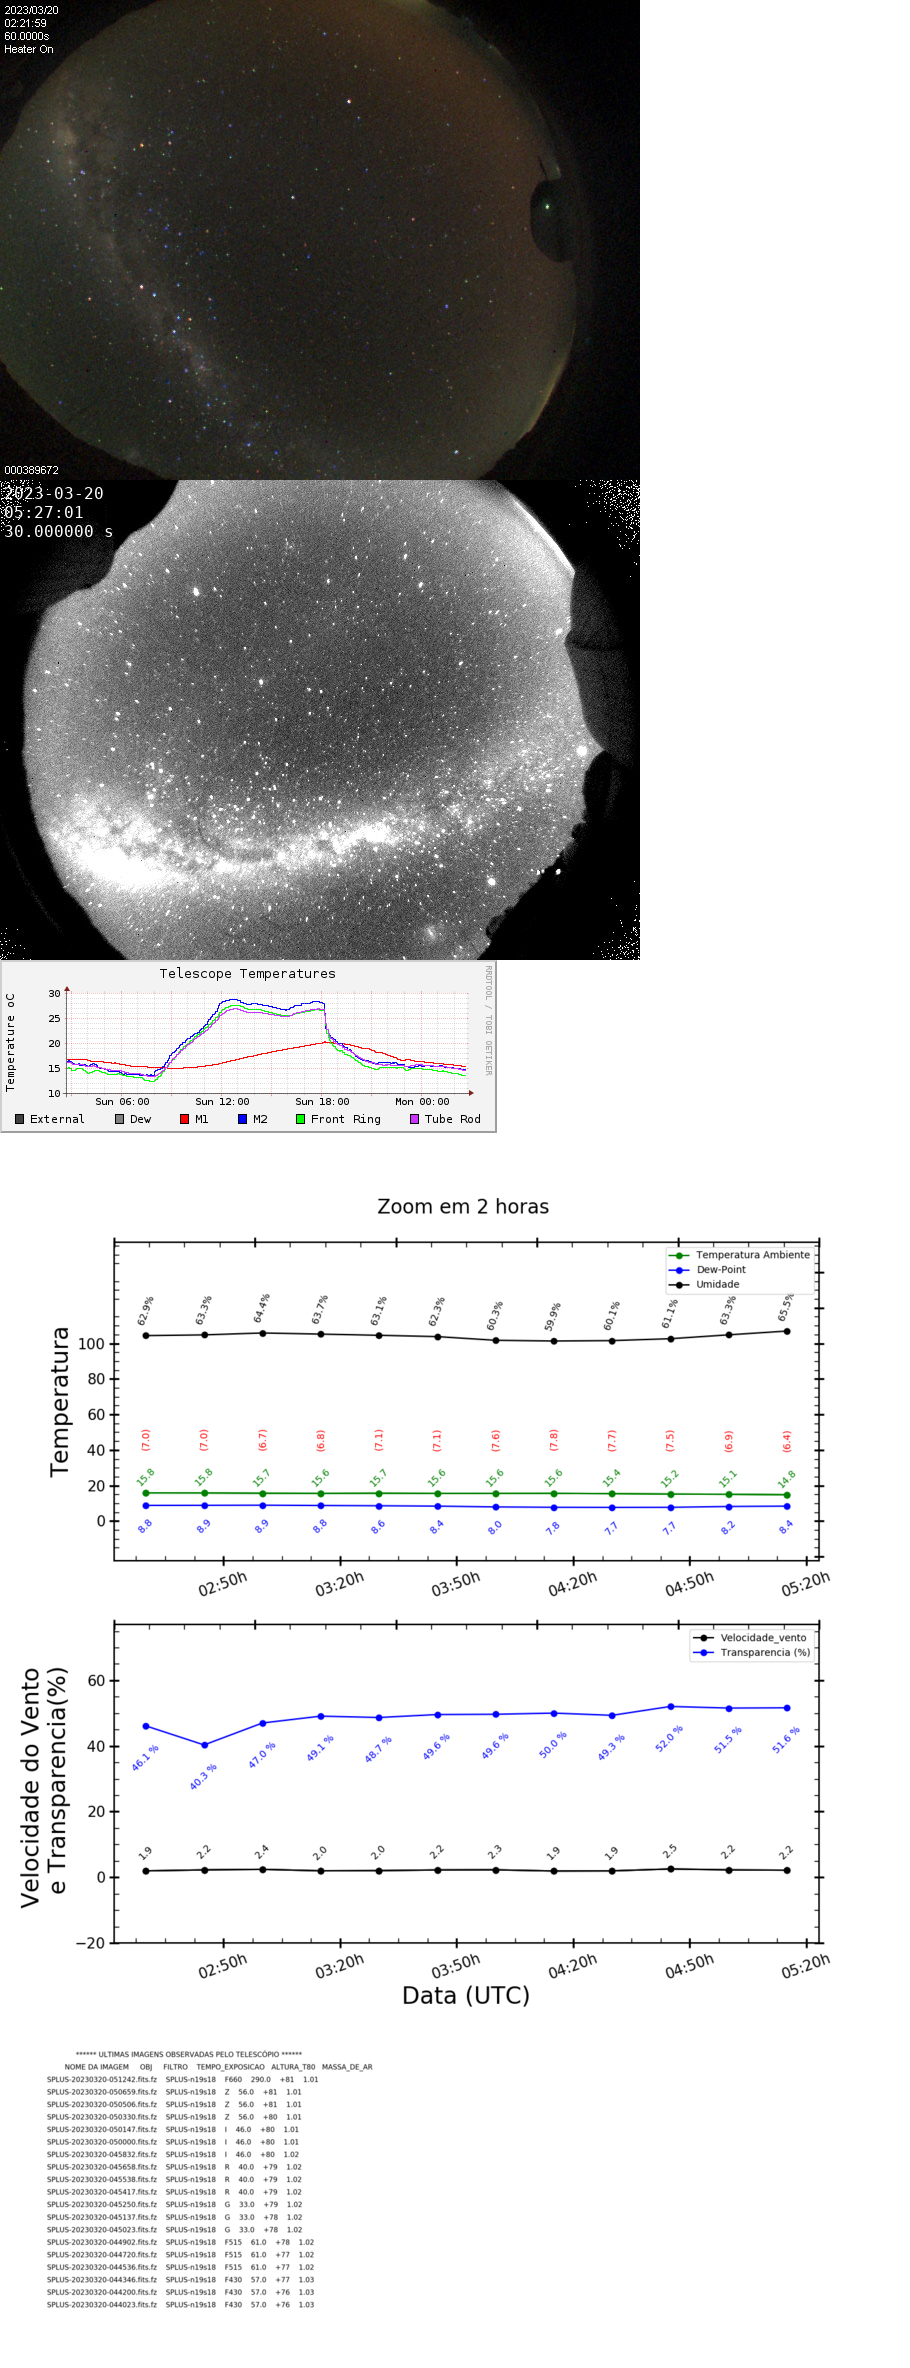 2023/03/20
02:21:59
60.0000s
Heater On
000389672
2023-03-20
05:27:01
30.000000 s
Telescope Temperatures
RRDTOOL / TOBI OETIKER
Temperature oC
30
25
20
15
10
Sun 06:00 Sun 12:00 Sun 18:00 Mon 00:00
External Dew M1 M2 Front Ring Tube Rod
Zoom em 2 horas
Temperatura Ambiente
Dew-Point
Umidade
62.9% 63.3% 64.4% 63.7% 63.1% 62.3% 60.3% 59.9% 60.1% 61.1% 63.3% 65.5%
Temperatura
100
80
60
40
20
0
(7.0) (7.0) (6.7) (6.8) (7.1) (7.1) (7.6) (7.8) (7.7) (7.5) (6.9) (6.4)
15.8 15.8 15.7 15.6 15.7 15.6 15.6 15.6 15.4 15.2 15.1 14.8
8.8 8.9 8.9 8.8 8.6 8.4 8.0 7.8 7.7 7.7 8.2 8.4
02:50h 03:20h 03:50h 04:20h 04:50h 05:20h
Velocidade_vento
Transparencia (%)
Velocidade do Vento
e Transparencia(%)
60
40
20
0
−20
46.1 % 40.3 % 47.0 % 49.1 % 48.7 % 49.6 % 49.6 % 50.0 % 49.3 % 52.0 % 51.5 % 51.6 %
1.9 2.2 2.4 2.0 2.0 2.2 2.3 1.9 1.9 2.5 2.2 2.2
02:50h 03:20h 03:50h 04:20h 04:50h 05:20h
Data (UTC)
****** ULTIMAS IMAGENS OBSERVADAS PELO TELESCÓPIO ******
NOME DA IMAGEM OBJ FILTRO TEMPO_EXPOSICAO ALTURA_T80 MASSA_DE_AR
SPLUS-20230320-051242.fits.fz SPLUS-n19s18 F660 290.0 +81 1.01
SPLUS-20230320-050659.fits.fz SPLUS-n19s18 Z 56.0 +81 1.01
SPLUS-20230320-050506.fits.fz SPLUS-n19s18 Z 56.0 +81 1.01
SPLUS-20230320-050330.fits.fz SPLUS-n19s18 Z 56.0 +80 1.01
SPLUS-20230320-050147.fits.fz SPLUS-n19s18 I 46.0 +80 1.01
SPLUS-20230320-050000.fits.fz SPLUS-n19s18 I 46.0 +80 1.01
SPLUS-20230320-045832.fits.fz SPLUS-n19s18 I 46.0 +80 1.02
SPLUS-20230320-045658.fits.fz SPLUS-n19s18 R 40.0 +79 1.02
SPLUS-20230320-045538.fits.fz SPLUS-n19s18 R 40.0 +79 1.02
SPLUS-20230320-045417.fits.fz SPLUS-n19s18 R 40.0 +79 1.02
SPLUS-20230320-045250.fits.fz SPLUS-n19s18 G 33.0 +79 1.02
SPLUS-20230320-045137.fits.fz SPLUS-n19s18 G 33.0 +78 1.02
SPLUS-20230320-045023.fits.fz SPLUS-n19s18 G 33.0 +78 1.02
SPLUS-20230320-044902.fits.fz SPLUS-n19s18 F515 61.0 +78 1.02
SPLUS-20230320-044720.fits.fz SPLUS-n19s18 F515 61.0 +77 1.02
SPLUS-20230320-044536.fits.fz SPLUS-n19s18 F515 61.0 +77 1.02
SPLUS-20230320-044346.fits.fz SPLUS-n19s18 F430 57.0 +77 1.03
SPLUS-20230320-044200.fits.fz SPLUS-n19s18 F430 57.0 +76 1.03
SPLUS-20230320-044023.fits.fz SPLUS-n19s18 F430 57.0 +76 1.03